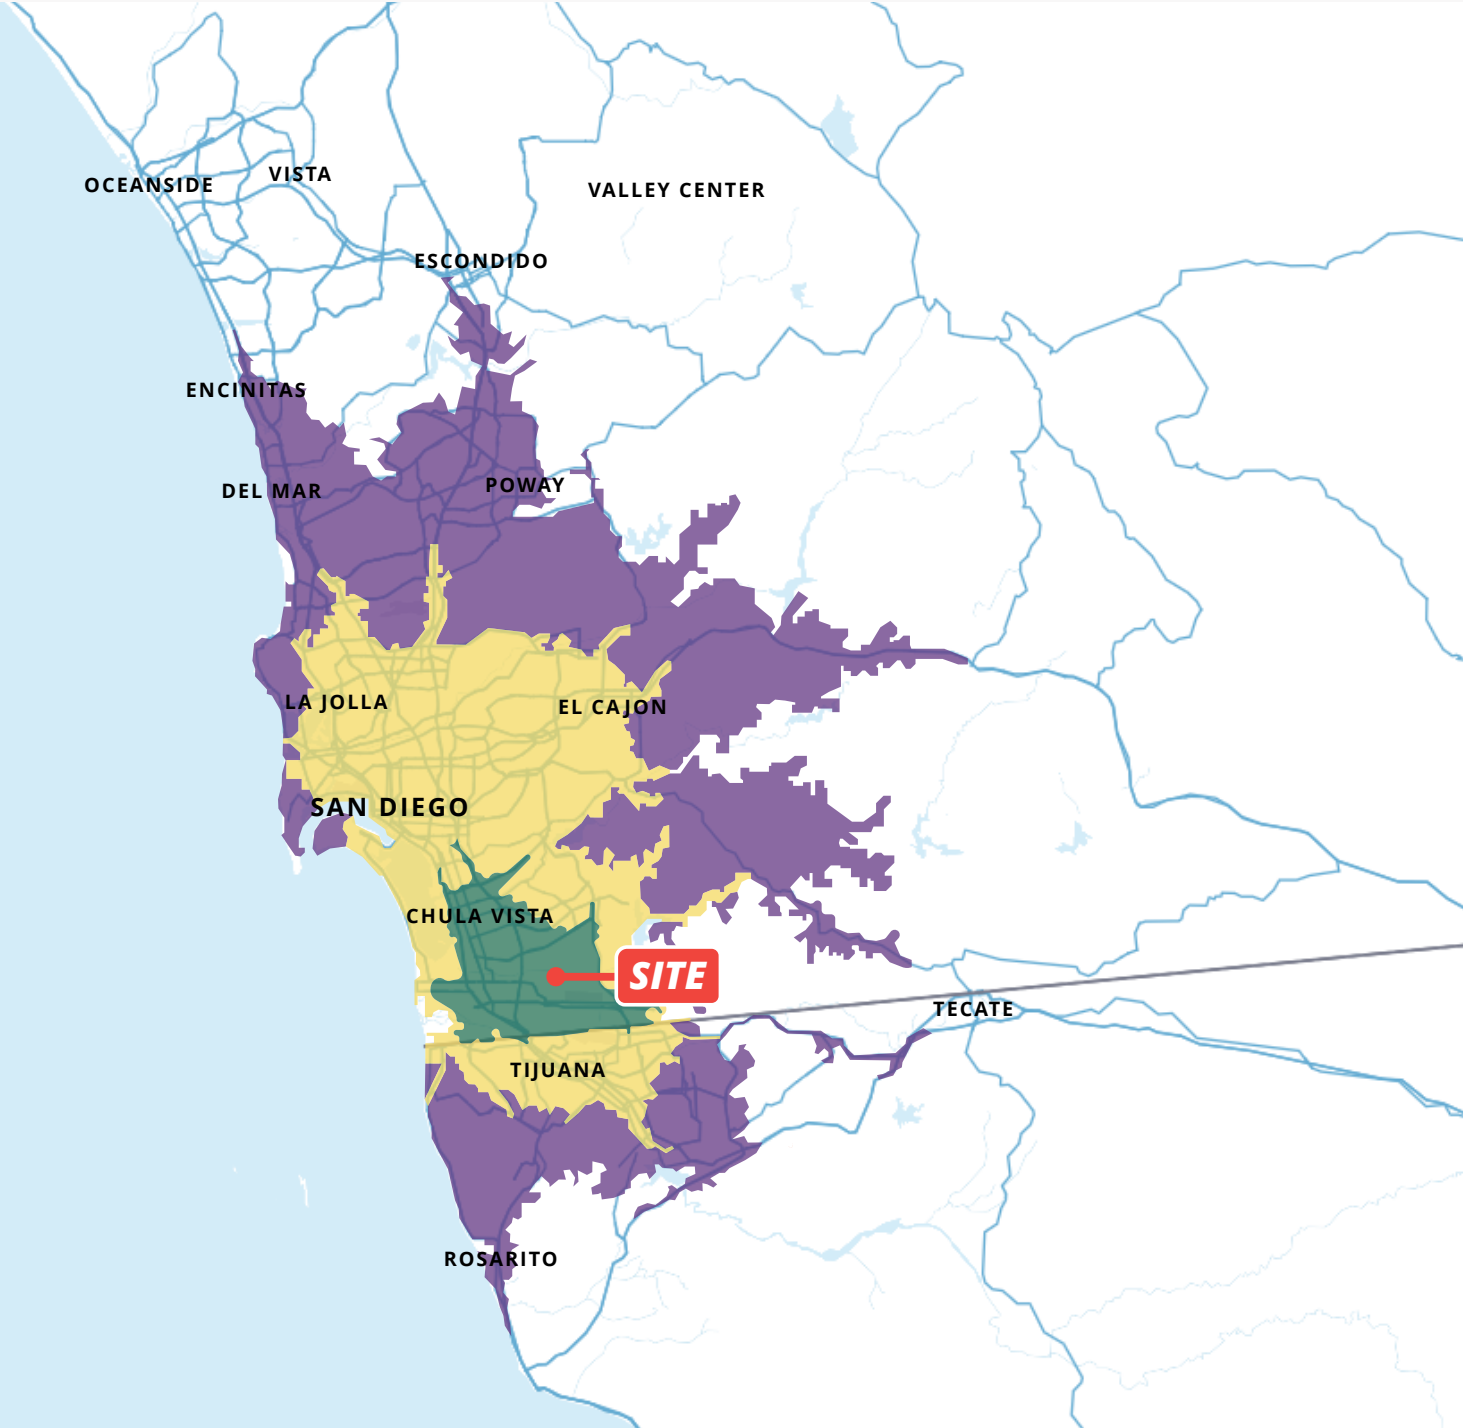 VISTA
OCEANSIDE
VALLEY CENTER
ESCONDIDO
ENCINITAS
POWAY
DEL MAR
LA JOLLA
EL CAJON
SAN DIEGO
CHULA VISTA
SITE
TECATE
TIJUANA
ROSARITO